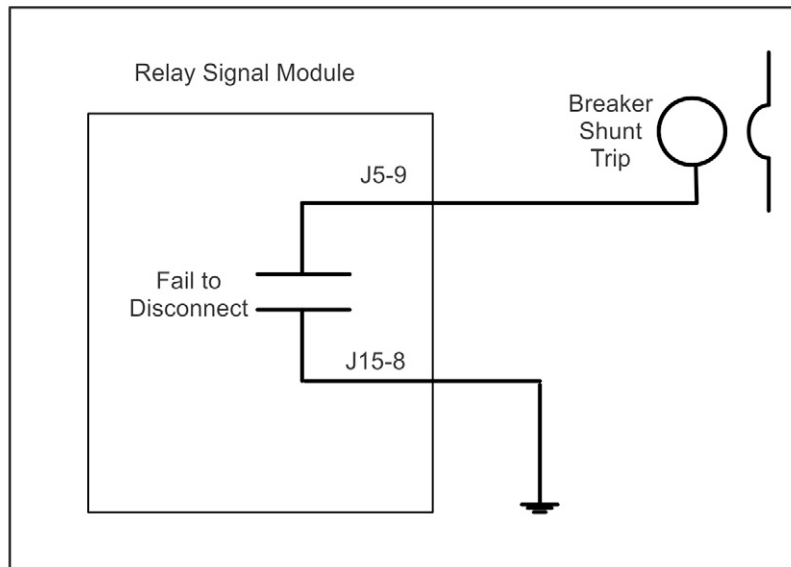 Relay Signal Module
Breaker
Shunt
Trip
J5-9
Fail to
Disconnect
J15-8